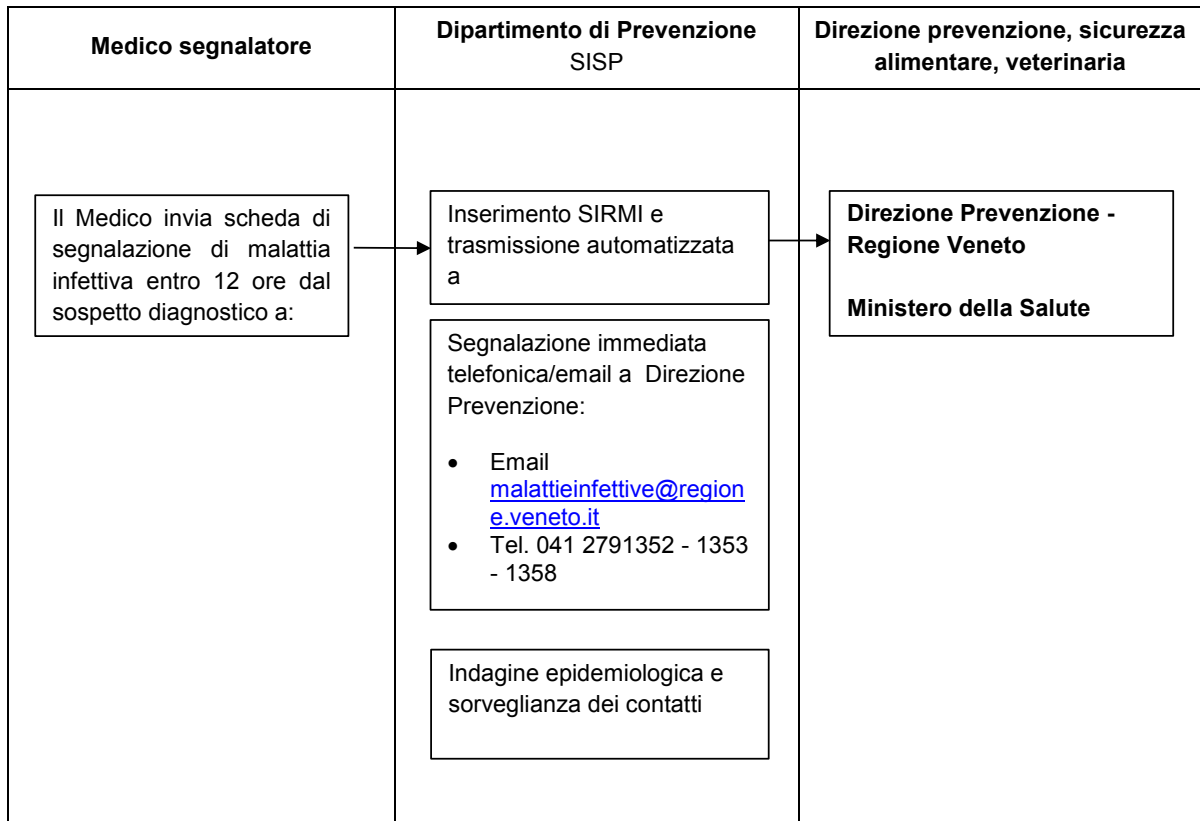 Medico segnalatore
Dipartimento di Prevenzione
SISP
Direzione prevenzione, sicurezza
alimentare, veterinaria
Il Medico invia scheda di
segnalazione di malattia
infettiva entro 12 ore dal
sospetto diagnostico a:
Inserimento SIRMI e
trasmissione automatizzata
a
Direzione Prevenzione -
Regione Veneto
Ministero della Salute
Segnalazione immediata
telefonica/email a Direzione
Prevenzione:
• Email
malattieinfettive@region
e.veneto.it
• Tel. 041 2791352 - 1353
- 1358
Indagine epidemiologica e
sorveglianza dei contatti